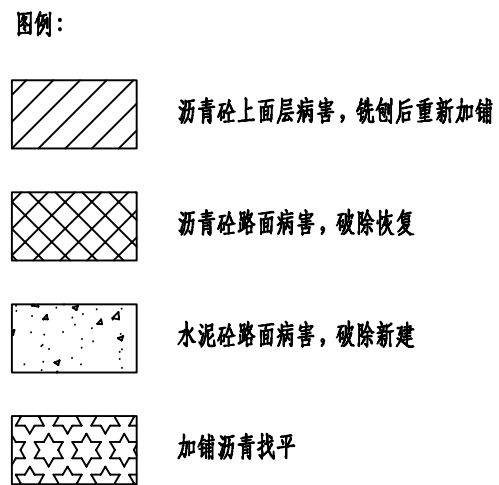 图例：
沥青砼上面层病害，铣刨后重新加铺
沥青砼路面病害，破除恢复
水泥砼路面病害，破除新建
加铺沥青找平